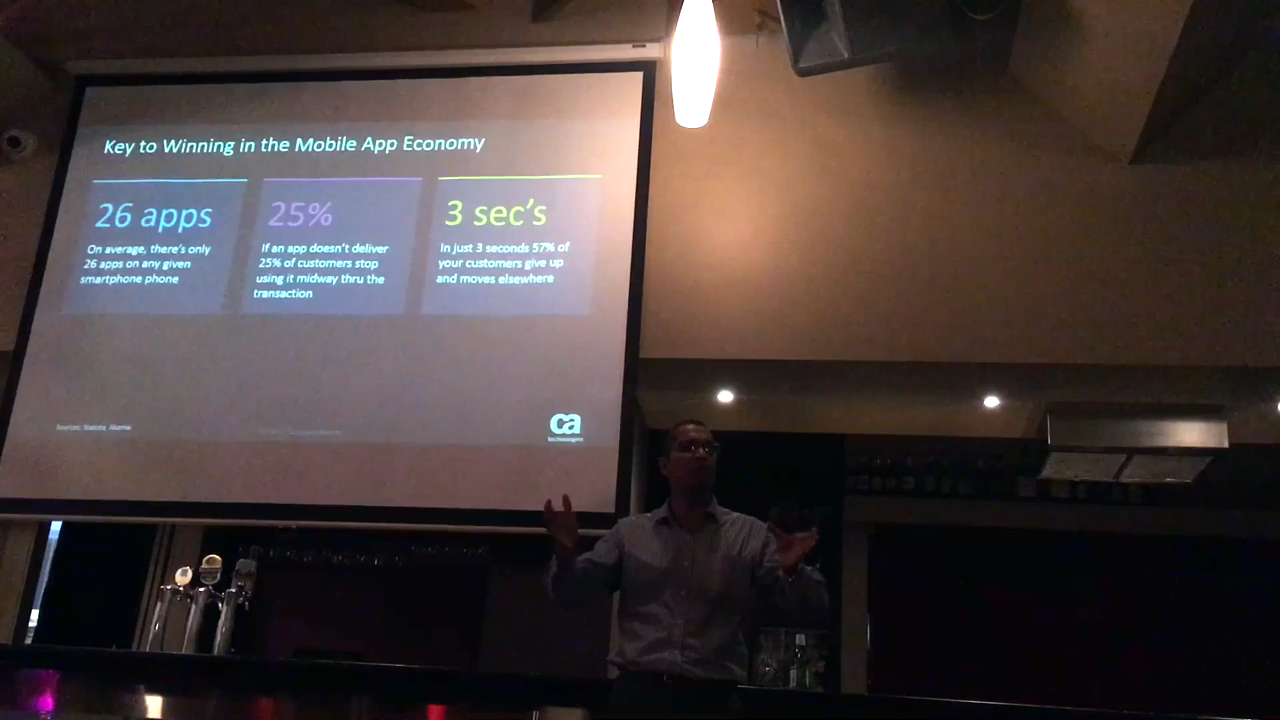 Key to Winning in the Mobile App Economy
26 apps
On average, there's only
26 apps on any given
smartphone phone
25%
If an app doesn't deliver
25% of customers stop
using it midway thru the
transaction
3 sec's
In just 3 seconds 57% of
your customers give up
and moves elsewhere
Sources: Statista, Akamai
ca
technologies